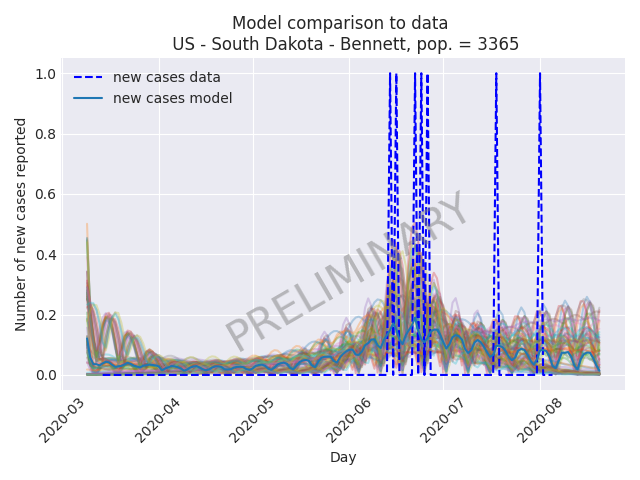 Model comparison to data
US - South Dakota - Bennett, pop. = 3365
new cases data
new cases model
1.0
0.8
0.6
0.4
0.2
0.0
Number of new cases reported
PRELIMINARY
2020-03
2020-04
2020-05
2020-06
2020-07
2020-08
Day